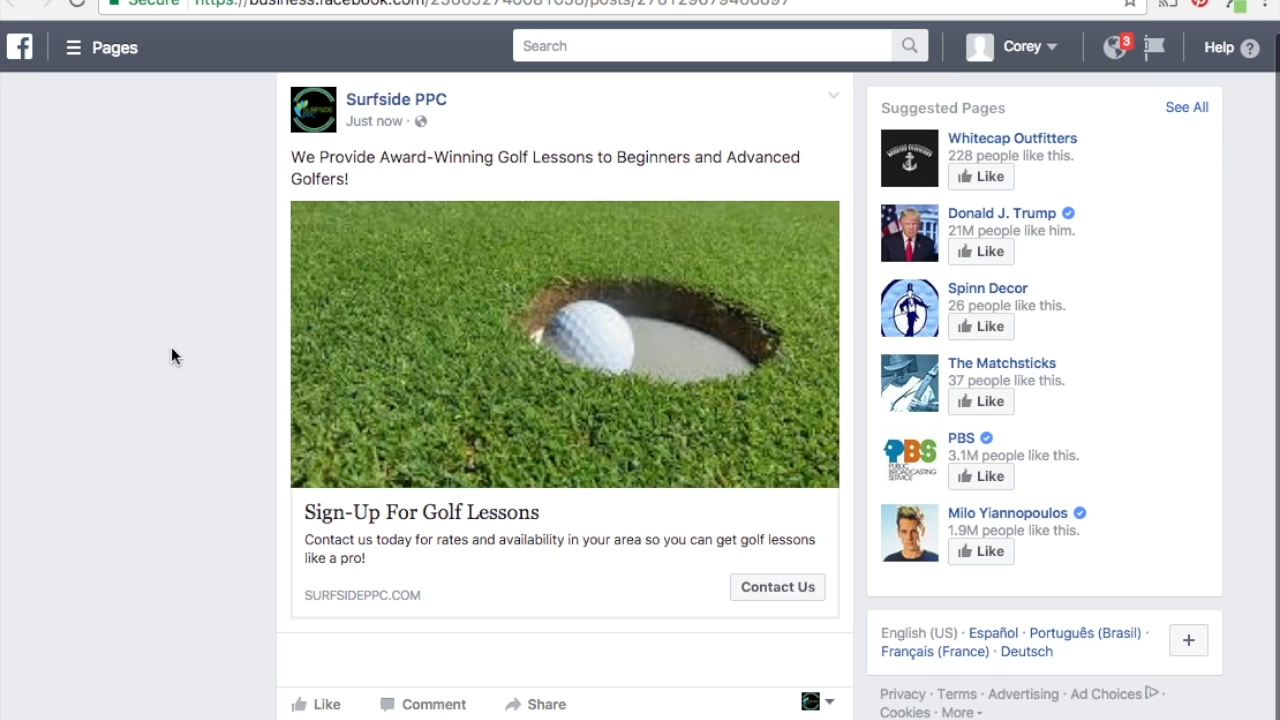 Secure
Pages
Search
Corey
3
Help
Surfside PPC
Just now ·
We Provide Award-Winning Golf Lessons to Beginners and Advanced
Golfers!
Sign-Up For Golf Lessons
Contact us today for rates and availability in your area so you can get golf lessons
like a pro!
SURFSIDEPPC.COM
Contact Us
Like
Comment
Share
Suggested Pages
See All
Whitecap Outfitters
228 people like this.
Like
Donald J. Trump
21M people like him.
Like
Spinn Decor
26 people like this.
Like
The Matchsticks
37 people like this.
Like
PBS
PUBLIC
BROADCASTING
SERVICE
PBS
3.1M people like this.
Like
Milo Yiannopoulos
1.9M people like this.
Like
English (US) · Español · Português (Brasil) ·
Français (France) · Deutsch
+
Privacy · Terms · Advertising · Ad Choices ·
Cookies · More